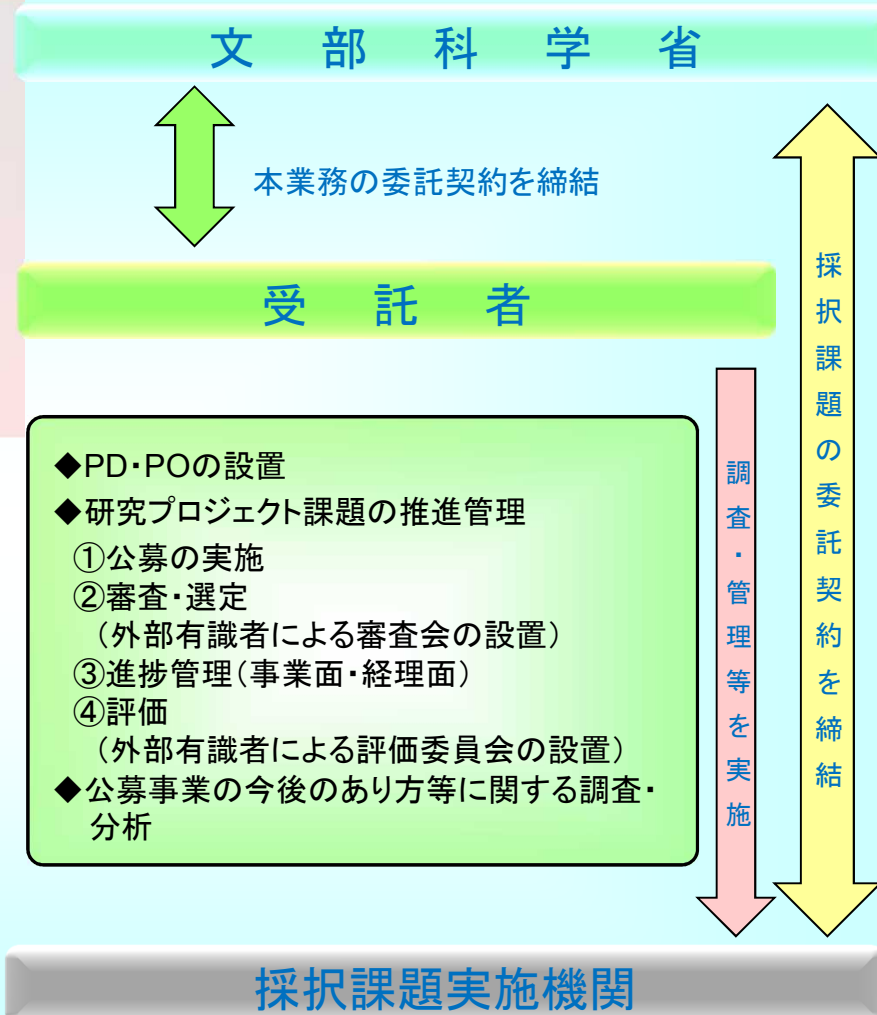 文部科学省
本業務の委託契約を締結
受託者
◆PD・POの設置
◆研究プロジェクト課題の推進管理
①公募の実施
②審査・選定
（外部有識者による審査会の設置）
③進捗管理（事業面・経理面）
④評価
（外部有識者による評価委員会の設置）
◆公募事業の今後のあり方等に関する調査・
分析
調査・管理等を実施
採択課題の委託契約を締結
採択課題実施機関